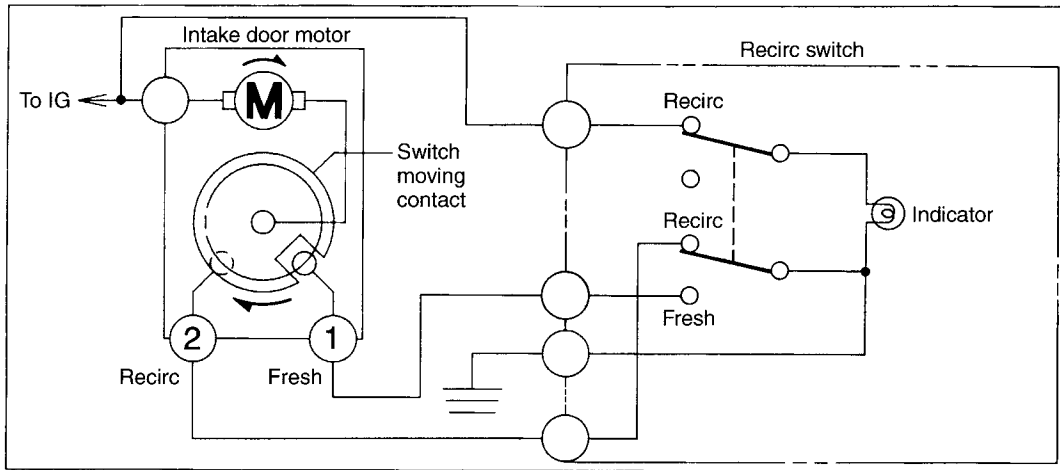 Intake door motor
Recirc switch
To IG
M
Recirc
Switch
moving
contact
Recirc
Indicator
Fresh
2
1
Recirc
Fresh